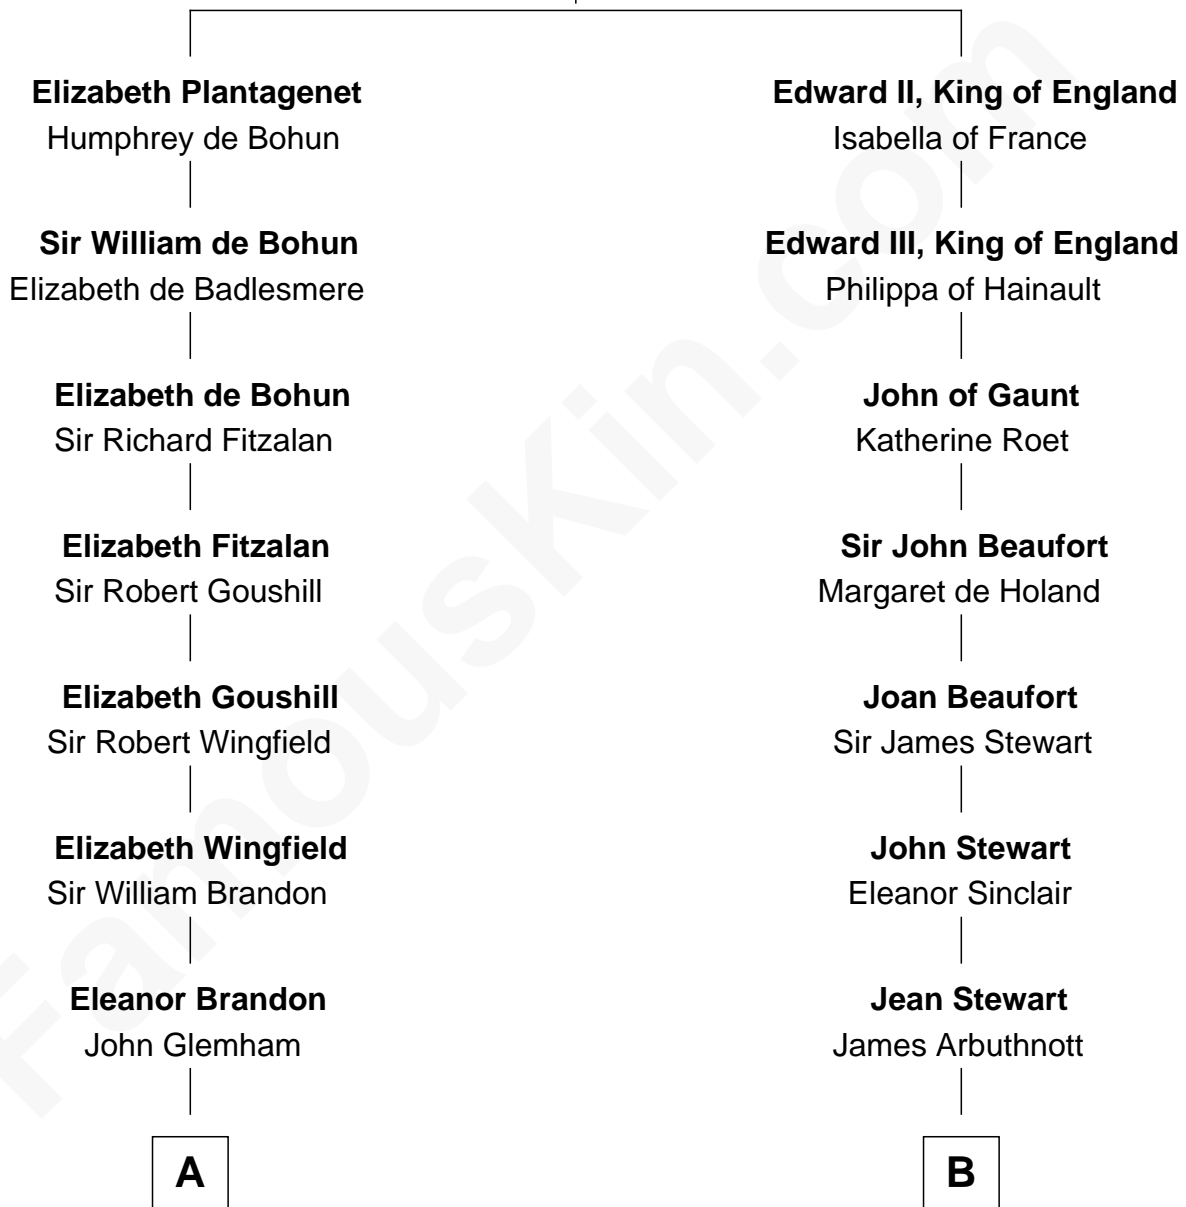 Elizabeth Plantagenet
Humphrey de Bohun
Sir William de Bohun
Elizabeth de Badlesmere
Elizabeth de Bohun
Sir Richard Fitzalan
Elizabeth Fitzalan
Sir Robert Goushill
Elizabeth Goushill
Sir Robert Wingfield
Elizabeth Wingfield
Sir William Brandon
Eleanor Brandon
John Glemham
A
Edward II, King of England
Isabella of France
Edward III, King of England
Philippa of Hainault
John of Gaunt
Katherine Roet
Sir John Beaufort
Margaret de Holand
Joan Beaufort
Sir James Stewart
John Stewart
Eleanor Sinclair
Jean Stewart
James Arbuthnott
B
FamousKin.com